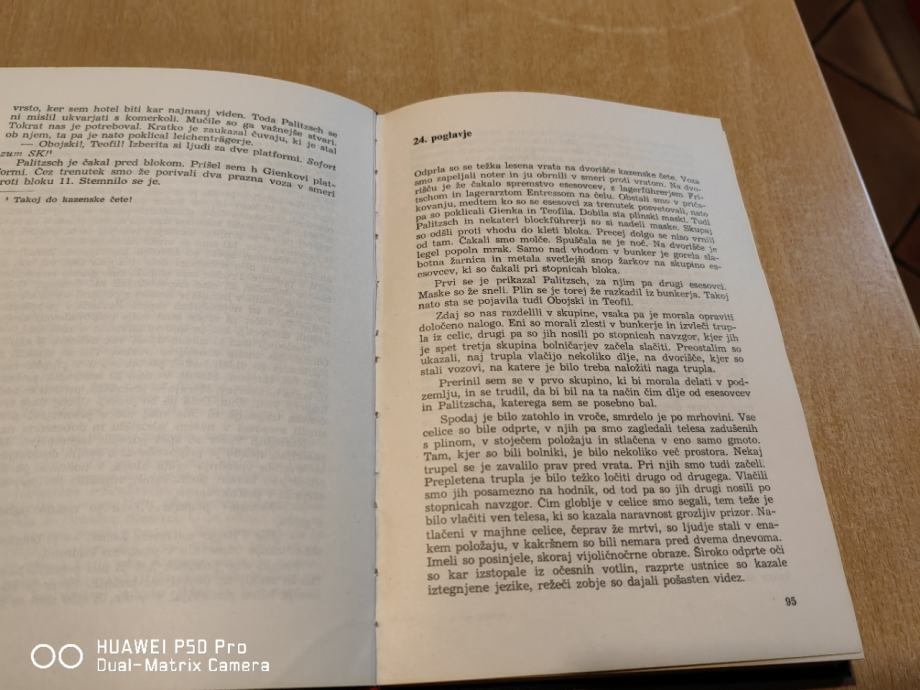 vrsto, ker sem hotel biti kar najmanj viden. Toda Palitzsch se
ni mislil ukvarjati s komerkoli. Mučile so ga važnejše stvari.
Tokrat nas je potreboval. Kratko je zaukazal čuvaju, ki je stal
ob njem, ta pa je nato poklical leichenträgerje.
— Obojski!, Teofil! Izberita si ljudi za dve platformi. Sofort
zum SK!¹
Palitzsch je čakal pred blokom. Prišel sem h Gienkovi plat-
formi. Čez trenutek smo že porivali dva prazna voza v smeri
proti bloku 11. Stemnilo se je.
¹ Takoj do kazenske čete!
24. poglavje
Odprla so se težka lesena vrata na dvorišče kazenske čete. Voza
smo zapeljali noter in ju obrnili v smeri proti vratom. Na dvo-
rišču je že čakalo spremstvo esesovcev, z lagerführerjem Fri-
tschom in lagerarztom Entressom na čelu. Obstali smo v priča-
kovanju, medtem ko so se esesovci za trenutek posvetovali, nato
pa so poklicali Gienka in Teofila. Dobila sta plinski maski. Tudi
Palitzsch in nekateri blockführerji so si nadeli maske. Skupaj
so odšli proti vhodu do kleti bloka. Precej dolgo se niso vrnili
od tam. Čakali smo molče. Spuščala se je noč. Na dvorišče je
legel popoln mrak. Samo nad vhodom v bunker je gorela sla-
botna žarnica in metala svetlejši snop žarkov na skupino es-
esovcev, ki so čakali pri stopnicah bloka.
Prvi se je prikazal Palitzsch, za njim pa drugi esesovci.
Maske so že sneli. Plin se je torej že razkadil iz bunkerja. Takoj
nato sta se pojavila tudi Obojski in Teofil.
Zdaj so nas razdelili v skupine, vsaka pa je morala opraviti
določeno nalogo. Eni so morali zlesti v bunkerje in izvleči trup-
la iz celic, drugi pa so jih nosili po stopnicah navzgor, kjer jih
je spet tretja skupina bolničarjev začela slačiti. Preostalim so
ukazali, naj trupla vlačijo nekoliko dlje, na dvorišče, kjer so
stali vozovi, na katere je bilo treba naložiti naga trupla.
Prerinil sem se v prvo skupino, ki bi morala delati v pod-
zemlju, in se trudil, da bi bil na ta način čim dlje od esesovcev
in Palitzscha, katerega sem se posebno bal.
Spodaj je bilo zatohlo in vroče, smrdelo je po mrhovini. Vse
celice so bile odprte, v njih pa smo zagledali telesa zadušenih
s plinom, v stoječem položaju in stlačena v eno samo gmoto.
Tam, kjer so bili bolniki, je bilo nekoliko več prostora. Nekaj
trupel se je zavalilo prav pred vrata. Pri njih smo tudi začeli.
Prepletena trupla je bilo težko ločiti drugo od drugega. Vlačili
smo jih posamezno na hodnik, od tod pa so jih drugi nosili po
stopnicah navzgor. Čim globlje v celice smo segali, tem teže je
bilo vlačiti ven telesa, ki so kazala naravnost grozljiv prizor. Na-
tlačeni v majhne celice, čeprav že mrtvi, so ljudje stali v ena-
kem položaju, v kakršnem so bili nemara pred dvema dnevoma.
Imeli so posinjele, skoraj vijoličnočrne obraze. Široko odprte oči
so kar izstopale iz očesnih votlin, razprte ustnice so kazale
iztegnjene jezike, režeči zobje so dajali pošasten videz.
95
HUAWEI P50 Pro
Dual-Matrix Camera